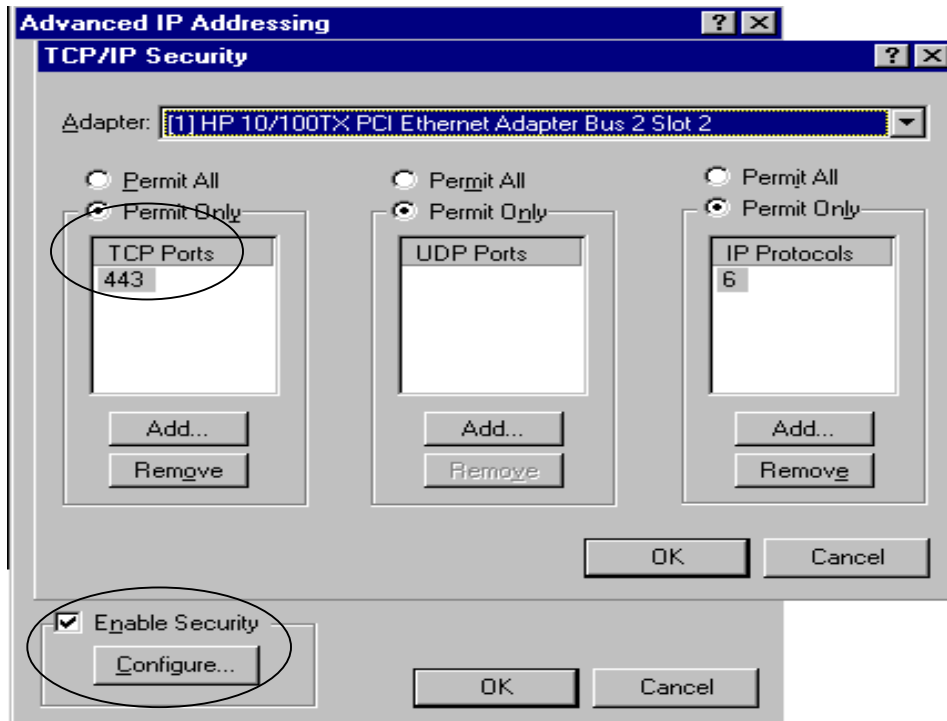 Advanced IP Addressing
TCP/IP Security
Adapter: [1] HP 10/100TX PCI Ethernet Adapter Bus 2 Slot 2
Permit All Permit All Permit All
Permit Only Permit Only Permit Only
TCP Ports UDP Ports IP Protocols
443 6
Add... Add... Add...
Remove Remove Remove
OK Cancel
Enable Security
Configure...
OK Cancel